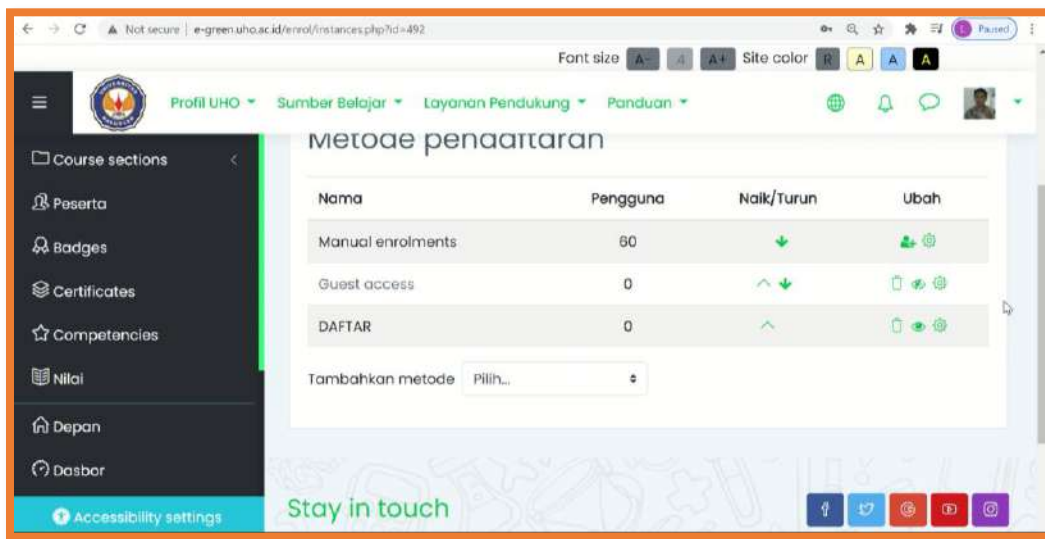 Not secure | e-green.uho.ac.id/enrol/instances.php?id=492
Paused
Font size A- A A+ Site color R A A A
Profil UHO Sumber Belajar Layanan Pendukung Panduan
Metode pendaftaran
Course sections
Peserta
Badges
Certificates
Competencies
Nilai
Depan
Dasbor
Accessibility settings
Nama Pengguna Naik/Turun Ubah
Manual enrolments 60
Guest access 0
DAFTAR 0
Tambahkan metode Pilih...
Stay in touch